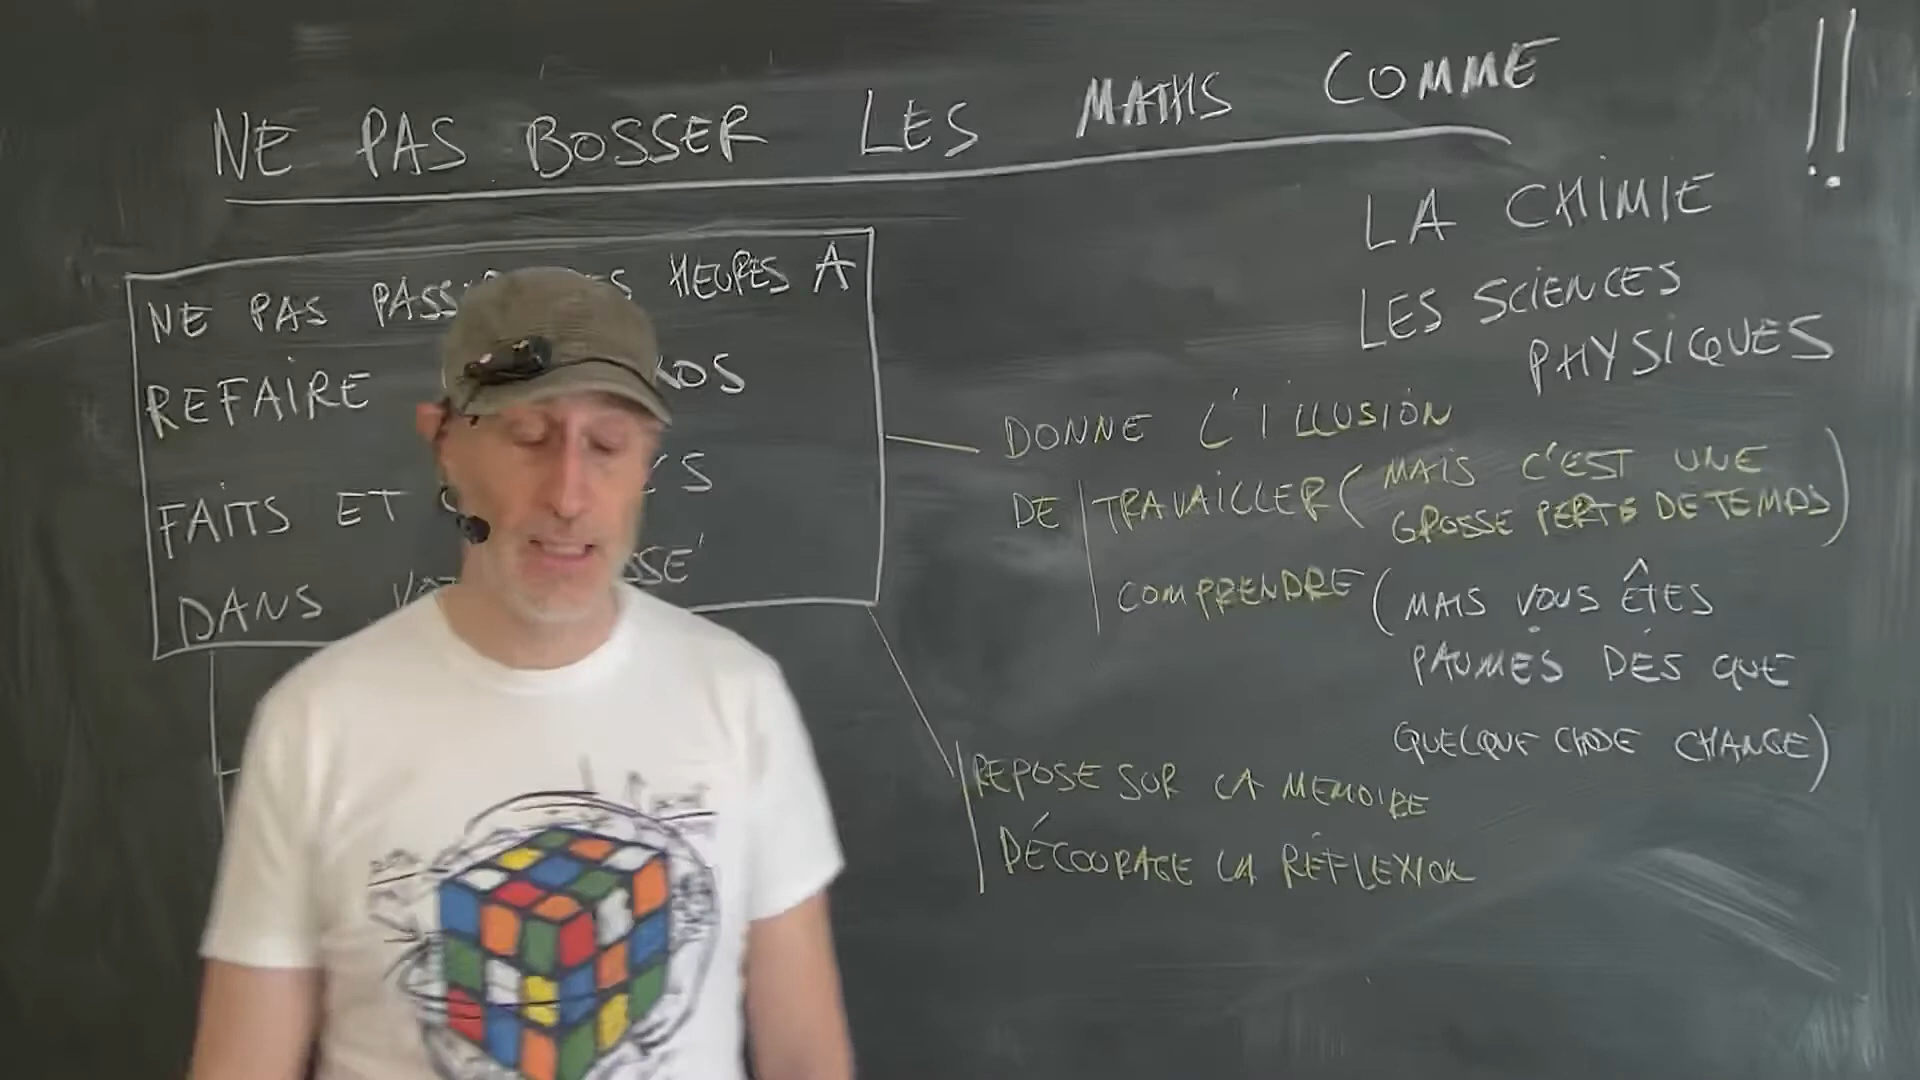 NE PAS BOSSER LES MATHS COMME !!
LA CHIMIE
LES SCIENCES
PHYSIQUES
NE PAS HEURES A
REFAIRE
FAITS ET
DANS
DONNE L'ILLUSION
DE TRAVAILLER (MAIS C'EST UNE
GROSSE PERTE DE TEMPS)
COMPRENDRE (MAIS VOUS ÊTES
PAUMÉS DÈS QUE
QUELQUE CHOSE CHANGE)
REPOSE SUR LA MEMOIRE
DÉCOURAGE LA RÉFLEXION